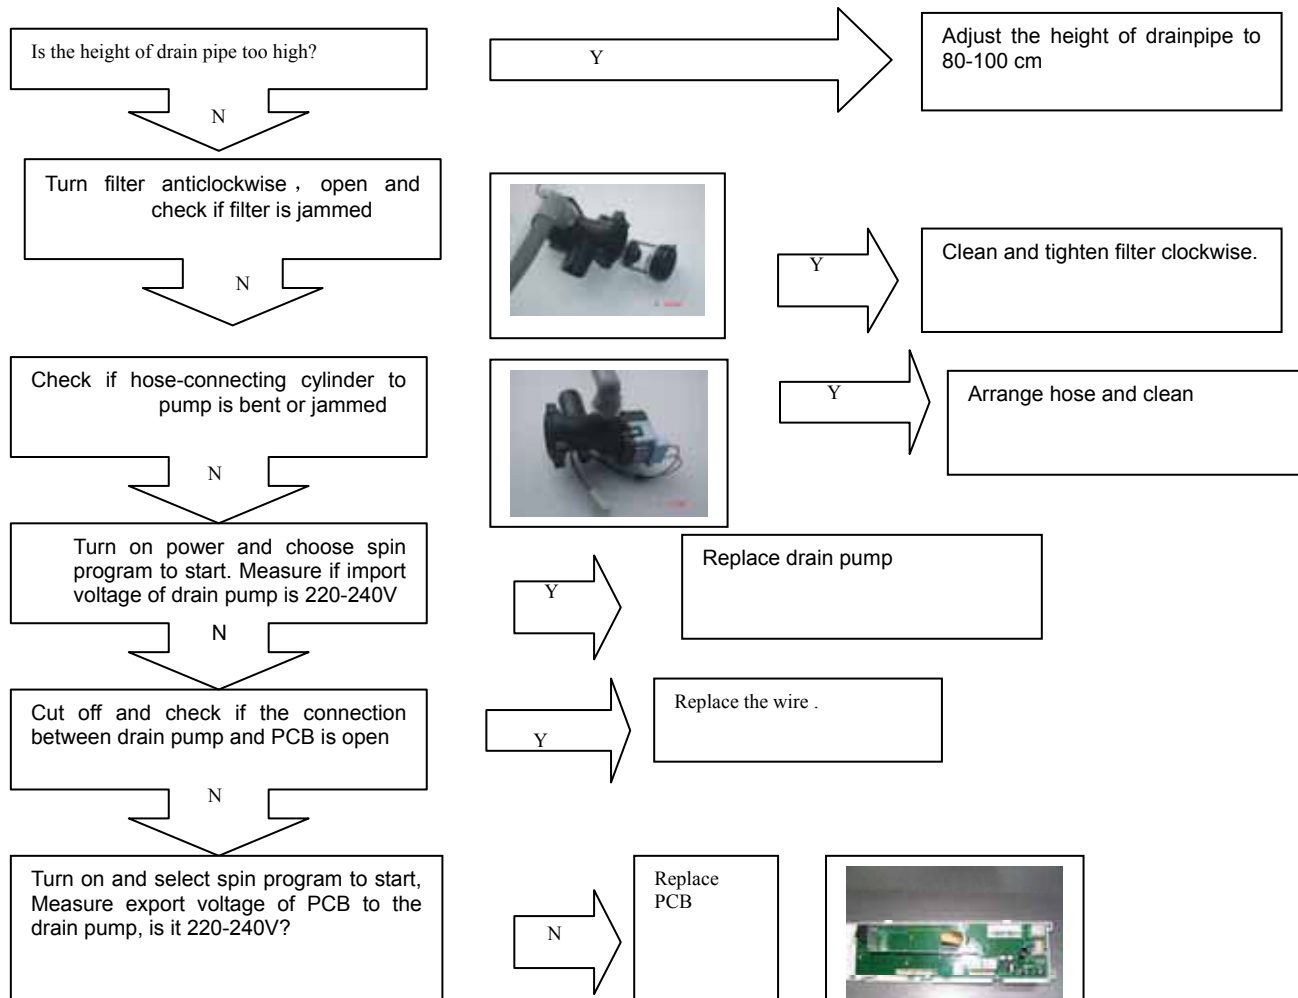 Is the height of drain pipe too high?
Y
Adjust the height of drainpipe to
80-100 cm
N
Turn filter anticlockwise， open and
check if filter is jammed
Y
Clean and tighten filter clockwise.
N
Check if hose-connecting cylinder to
pump is bent or jammed
Y
Arrange hose and clean
N
Turn on power and choose spin
program to start. Measure if import
voltage of drain pump is 220-240V
Y
Replace drain pump
N
Cut off and check if the connection
between drain pump and PCB is open
Y
Replace the wire .
N
Turn on and select spin program to start,
Measure export voltage of PCB to the
drain pump, is it 220-240V?
N
Replace
PCB